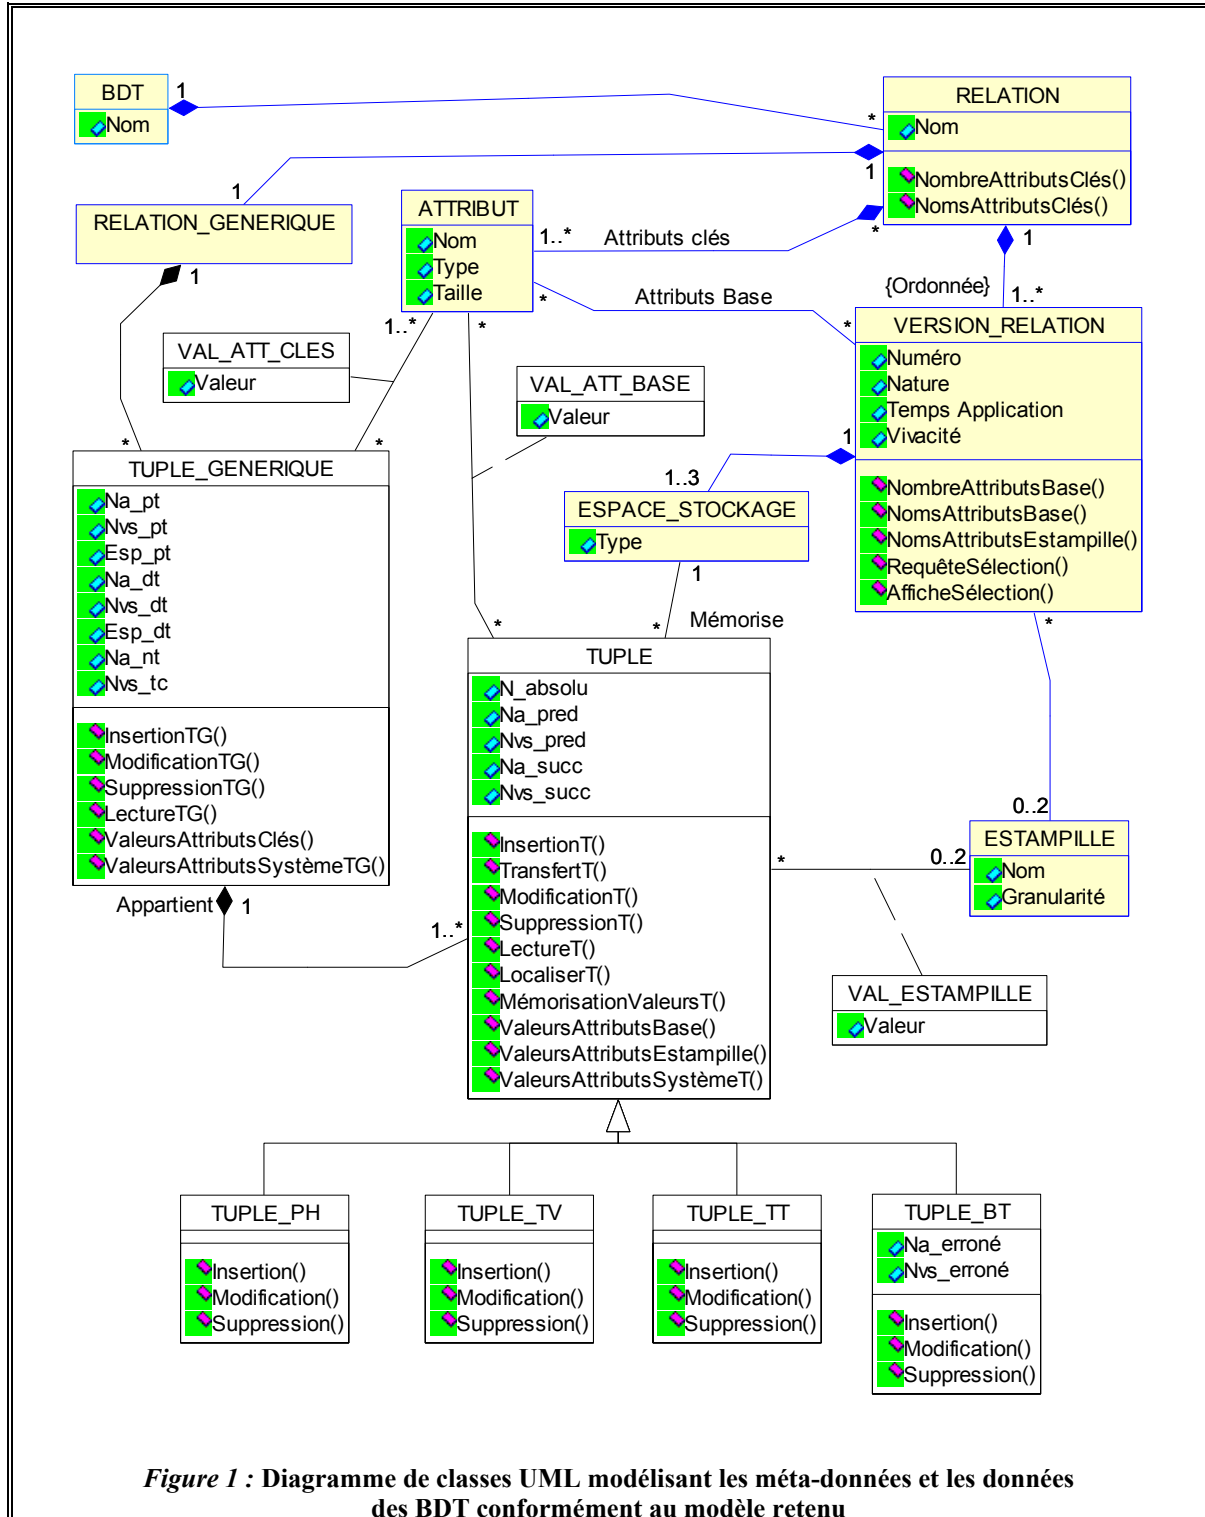 BDT
Nom
1
*
RELATION
Nom
NombreAttributsClés()
NomsAttributsClés()
1
1
RELATION_GENERIQUE
1
ATTRIBUT
Nom
Type
Taille
1..*
Attributs clés
*
1
{Ordonnée}
1..*
*
Attributs Base
*
1..*
*
VERSION_RELATION
Numéro
Nature
Temps Application
Vivacité
NombreAttributsBase()
NomsAttributsBase()
NomsAttributsEstampille()
RequêteSélection()
AfficheSélection()
VAL_ATT_CLES
Valeur
VAL_ATT_BASE
Valeur
1
1..3
*
*
TUPLE_GENERIQUE
Na_pt
Nvs_pt
Esp_pt
Na_dt
Nvs_dt
Esp_dt
Na_nt
Nvs_tc
InsertionTG()
ModificationTG()
SuppressionTG()
LectureTG()
ValeursAttributsClés()
ValeursAttributsSystèmeTG()
ESPACE_STOCKAGE
Type
1
*
*
Mémorise
*
TUPLE
N_absolu
Na_pred
Nvs_pred
Na_succ
Nvs_succ
InsertionT()
TransfertT()
ModificationT()
SuppressionT()
LectureT()
LocaliserT()
MémorisationValeursT()
ValeursAttributsBase()
ValeursAttributsEstampille()
ValeursAttributsSystèmeT()
0..2
ESTAMPILLE
Nom
Granularité
*
0..2
Appartient
1
1..*
VAL_ESTAMPILLE
Valeur
TUPLE_PH
Insertion()
Modification()
Suppression()
TUPLE_TV
Insertion()
Modification()
Suppression()
TUPLE_TT
Insertion()
Modification()
Suppression()
TUPLE_BT
Na_erroné
Nvs_erroné
Insertion()
Modification()
Suppression()
Figure 1 : Diagramme de classes UML modélisant les méta-données et les données
des BDT conformément au modèle retenu